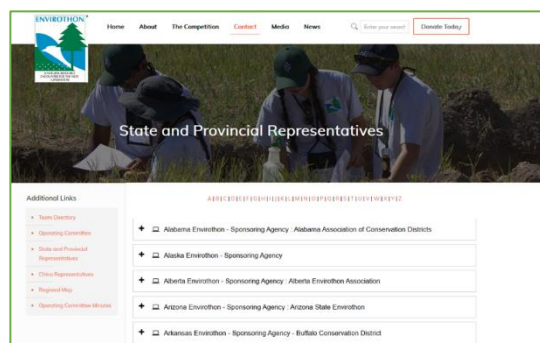 ENVIROTHON
Home About The Competition Contact Media News Enter your search Donate Today
State and Provincial Representatives
Additional Links
Team Directory
Operating Committee
State and Provincial
Representatives
China Representatives
Regional Map
Operating Committee Minutes
A|B|C|D|E|F|G|H|I|J|K|L|M|N|O|P|Q|R|S|T|U|V|W|X|Y|Z
Alabama Envirothon - Sponsoring Agency : Alabama Association of Conservation Districts
Alaska Envirothon - Sponsoring Agency
Alberta Envirothon - Sponsoring Agency : Alberta Envirothon Association
Arizona Envirothon - Sponsoring Agency : Arizona State Envirothon
Arkansas Envirothon - Sponsoring Agency - Buffalo Conservation District